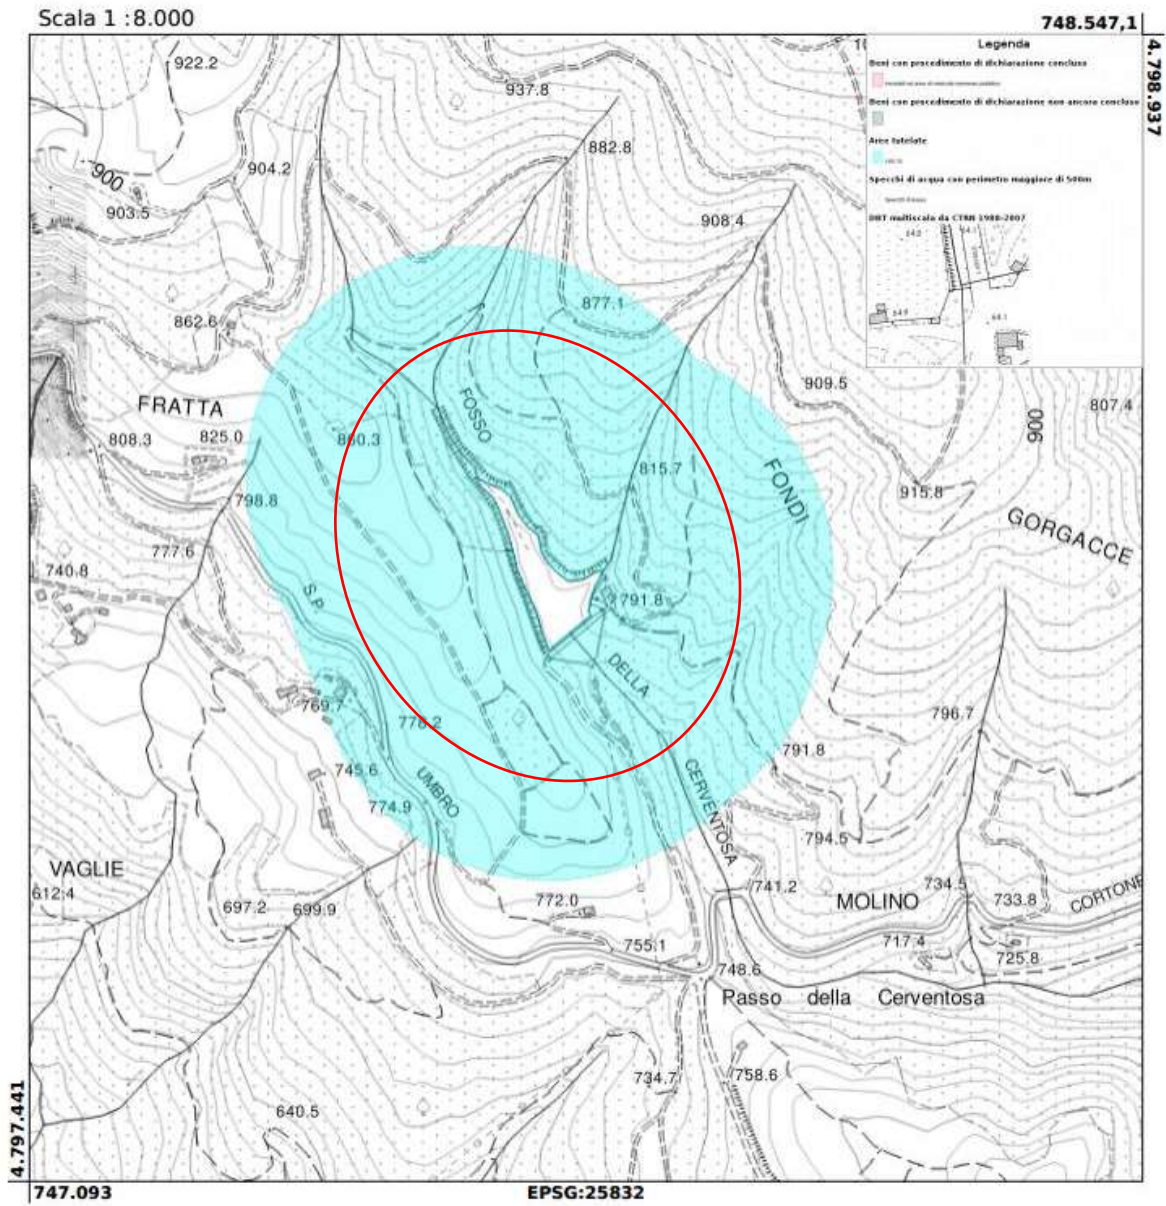 Scala 1 :8.000
748.547,1
4.798.937
Legenda
Beni con procedimento di dichiarazione concluso
Beni con procedimento di dichiarazione non ancora concluso
Aree tutelate
Specchi di acqua con perimetro maggiore di 500m
DBT multiscala da CTRN 1988-2007
64.1
64.1
922.2
937.8
882.8
904.2
900
903.5
908.4
877.1
862.6
909.5
807.4
FRATTA
FOSSO
900
808.3
825.0
860.3
815.7
FONDI
915.8
798.8
GORGACCE
777.6
740.8
S.P.
791.8
DELLA
769.7
778.2
796.7
791.8
745.6
UMBRO
CERVENTOSA
774.9
794.5
VAGLIE
612.4
741.2
MOLINO
734.5
733.8
CORTONE
697.2
699.9
772.0
755.1
717.4
725.8
748.6
Passo della Cerventosa
734.7
758.6
640.5
4.797.441
747.093
EPSG:25832